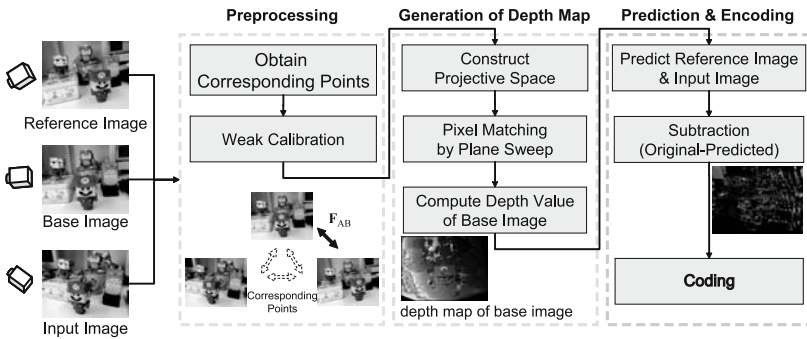 Preprocessing
Generation of Depth Map
Prediction & Encoding
Reference Image
Base Image
Input Image
Obtain
Corresponding Points
Weak Calibration
F AB
Corresponding
Points
Construct
Projective Space
Pixel Matching
by Plane Sweep
Compute Depth Value
of Base Image
depth map of base image
Predict Reference Image
& Input Image
Subtraction
(Original-Predicted)
Coding